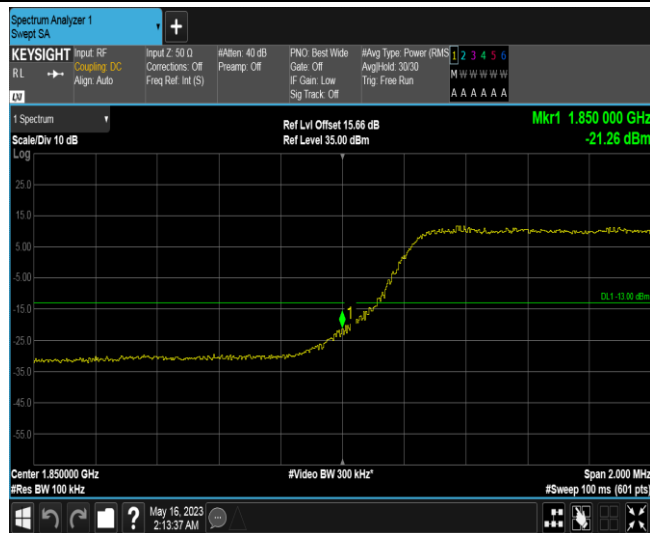 Spectrum Analyzer 1
Swept SA
+
KEYSIGHT
RL
Input: RF
Coupling: DC
Align: Auto
Input Z: 50 Ω
Corrections: Off
Freq Ref: Int (S)
#Atten: 40 dB
Preamp: Off
PNO: Best Wide
Gate: Off
IF Gain: Low
Sig Track: Off
#Avg Type: Power (RMS
Avg|Hold: 30/30
Trig: Free Run
1 2 3 4 5 6
M W W W W W
A A A A A A
1 Spectrum
Scale/Div 10 dB
Log
Ref Lvl Offset 15.66 dB
Ref Level 35.00 dBm
Mkr1 1.850 000 GHz
-21.26 dBm
25.0
15.0
5.00
-5.00
DL1 -13.00 dBm
-15.0
1
-25.0
-35.0
-45.0
-55.0
Center 1.850000 GHz
#Video BW 300 kHz*
Span 2.000 MHz
#Res BW 100 kHz
#Sweep 100 ms (601 pts)
?
May 16, 2023
2:13:37 AM